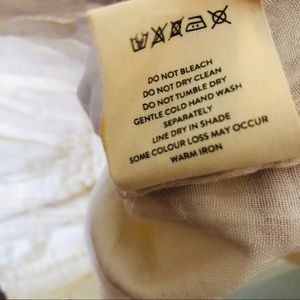 DO NOT BLEACH
DO NOT DRY CLEAN
DO NOT TUMBLE DRY
GENTLE COLD HAND WASH
SEPARATELY
LINE DRY IN SHADE
SOME COLOUR LOSS MAY OCCUR
WARM IRON